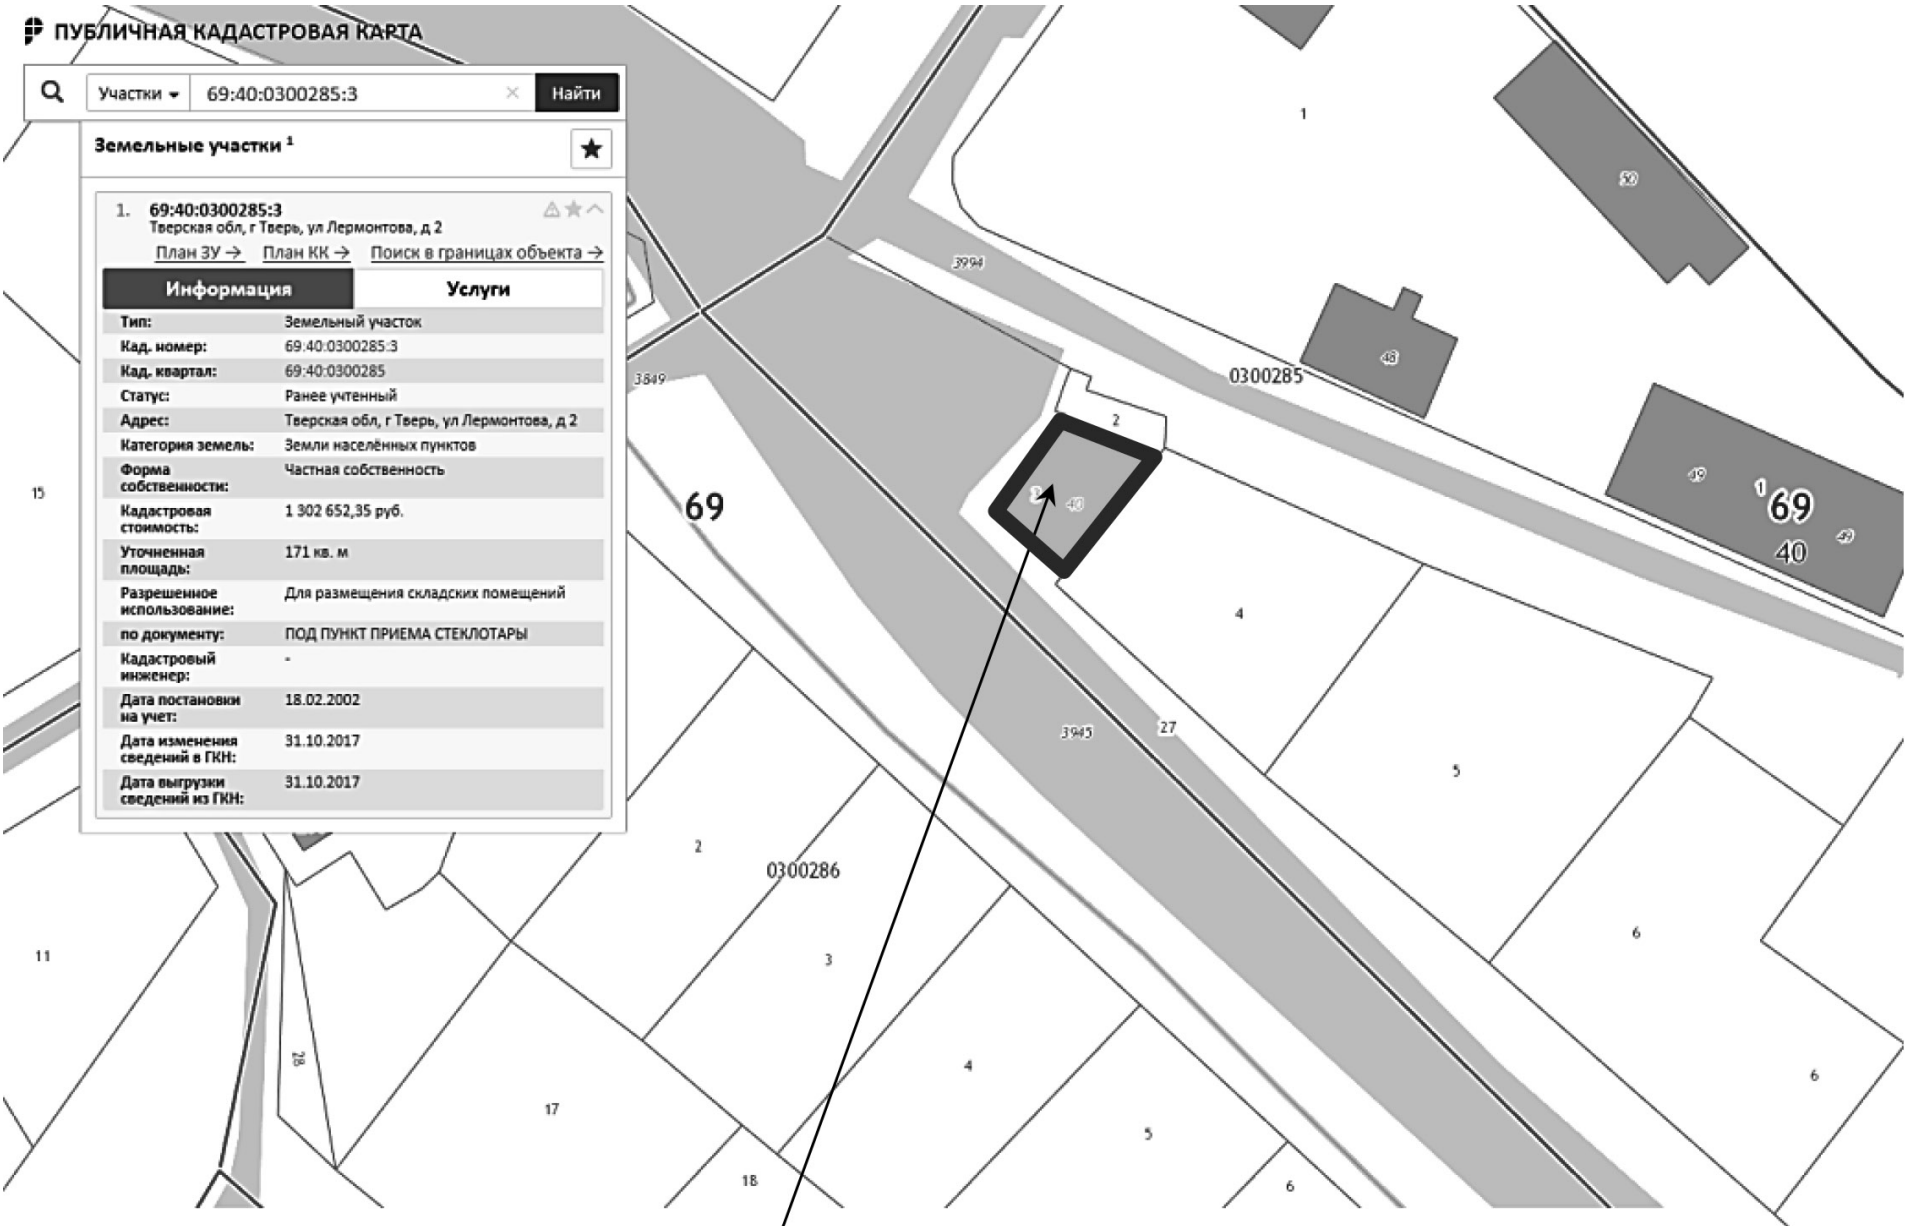 ПУБЛИЧНАЯ КАДАСТРОВАЯ КАРТА
Участки 69:40:0300285:3 × Найти
Земельные участки 1
1. 69:40:0300285:3
Тверская обл, г Тверь, ул Лермонтова, д 2
План ЗУ → План КК → Поиск в границах объекта →
Информация Услуги
Тип: Земельный участок
Кад. номер: 69:40:0300285:3
Кад. квартал: 69:40:0300285
Статус: Ранее учтенный
Адрес: Тверская обл, г Тверь, ул Лермонтова, д 2
Категория земель: Земли населённых пунктов
Форма Частная собственность
собственности:
Кадастровая 1 302 652,35 руб.
стоимость:
Уточненная 171 кв. м
площадь:
Разрешенное Для размещения складских помещений
использование:
по документу: ПОД ПУНКТ ПРИЕМА СТЕКЛОТАРЫ
Кадастровый -
инженер:
Дата постановки 18.02.2002
на учет:
Дата изменения 31.10.2017
сведений в ГКН:
Дата выгрузки 31.10.2017
сведений из ГКН:
1
50
3994
48
0300285
3849
2
15
69
40
49
1
69
49
40
4
27
3945
5
2
0300286
6
11
3
28
4
6
17
5
18
6